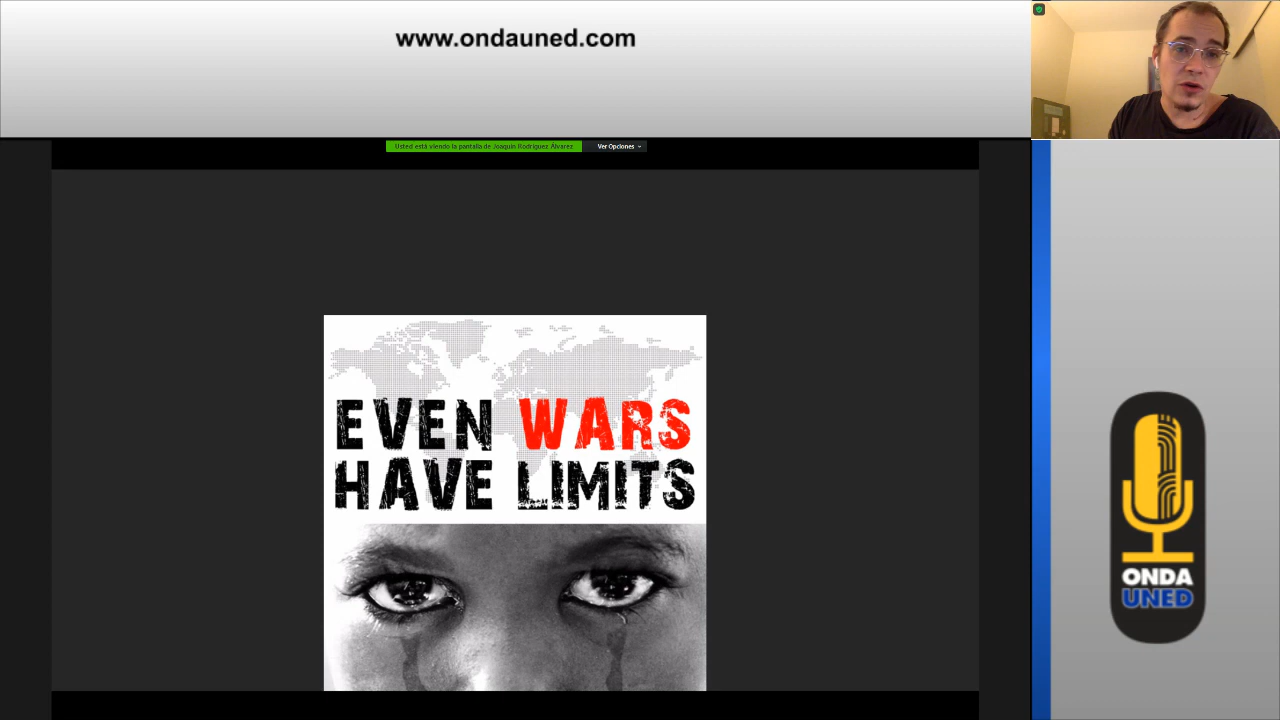 www.ondauned.com
Usted está viendo la pantalla de Joaquín Rodríguez Álvarez
Ver Opciones
EVEN WARS
HAVE LIMITS
ONDA
UNED